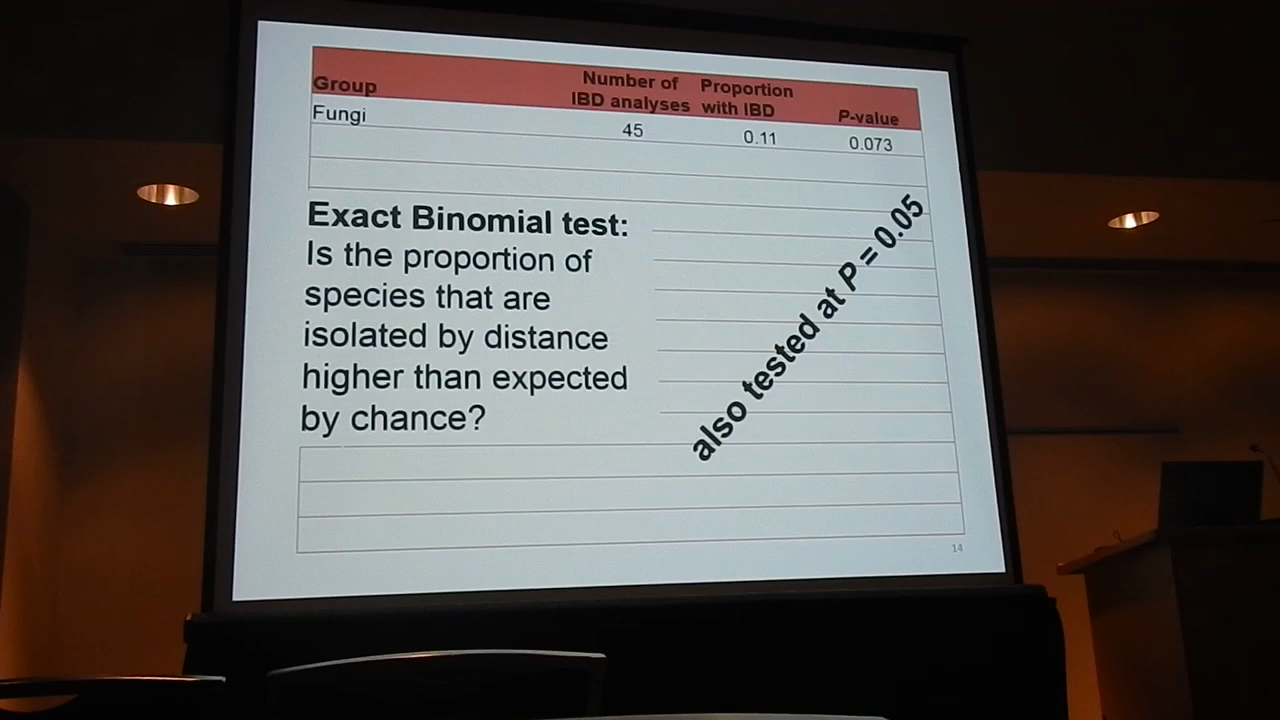 Group Number of IBD analyses Proportion with IBD P-value
Fungi 45 0.11 0.073
Exact Binomial test:
Is the proportion of
species that are
isolated by distance
higher than expected
by chance?
also tested at P = 0.05
14